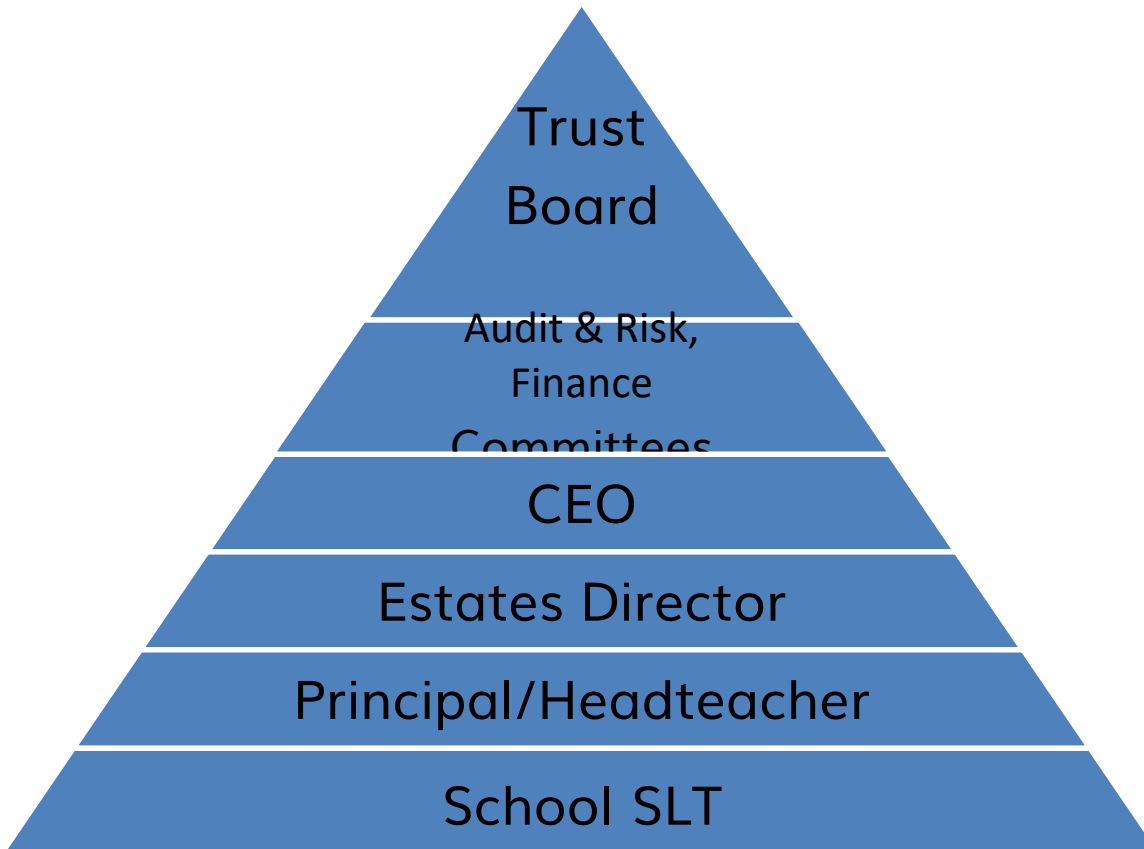 Trust
Board
Audit & Risk,
Finance
Committees
CEO
Estates Director
Principal/Headteacher
School SLT